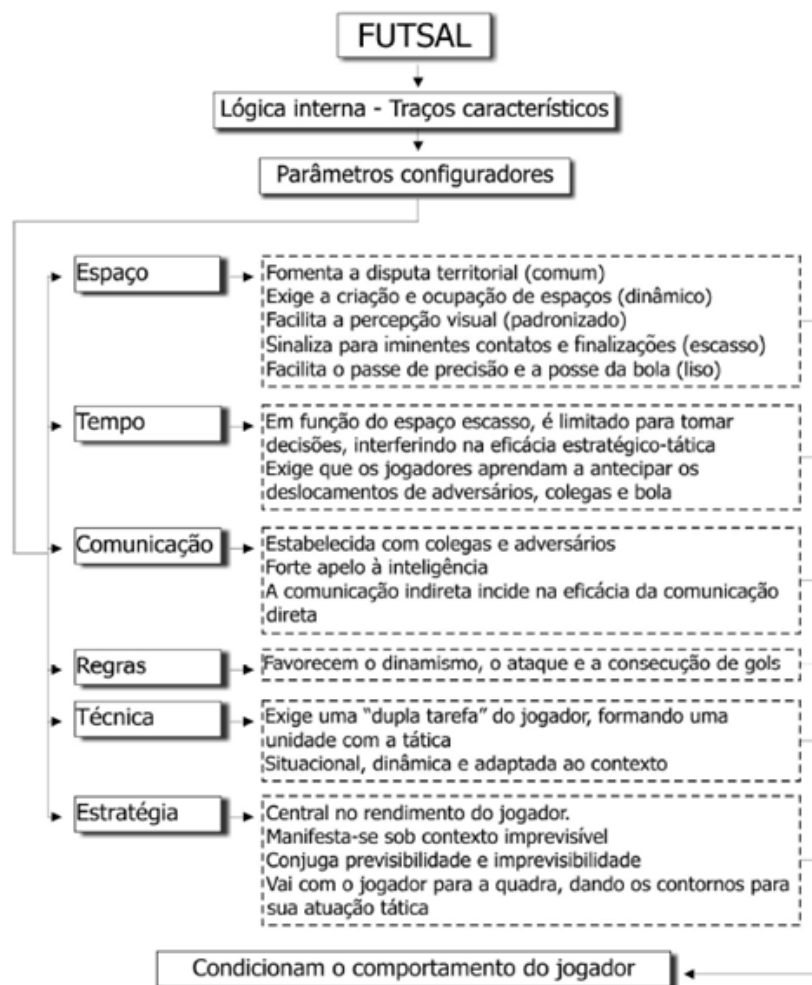 FUTSAL
Lógica interna - Traços característicos
Parâmetros configuradores
Espaço
Fomenta a disputa territorial (comum)
Exige a criação e ocupação de espaços (dinâmico)
Facilita a percepção visual (padronizado)
Sinaliza para iminentes contatos e finalizações (escasso)
Facilita o passe de precisão e a posse da bola (liso)
Tempo
Em função do espaço escasso, é limitado para tomar
decisões, interferindo na eficácia estratégico-tática
Exige que os jogadores aprendam a antecipar os
deslocamentos de adversários, colegas e bola
Comunicação
Estabelecida com colegas e adversários
Forte apelo à inteligência
A comunicação indireta incide na eficácia da comunicação
direta
Regras
Favorecem o dinamismo, o ataque e a consecução de gols
Técnica
Exige uma “dupla tarefa” do jogador, formando uma
unidade com a tática
Situacional, dinâmica e adaptada ao contexto
Estratégia
Central no rendimento do jogador.
Manifesta-se sob contexto imprevisível
Conjuga previsibilidade e imprevisibilidade
Vai com o jogador para a quadra, dando os contornos para
sua atuação tática
Condicionam o comportamento do jogador